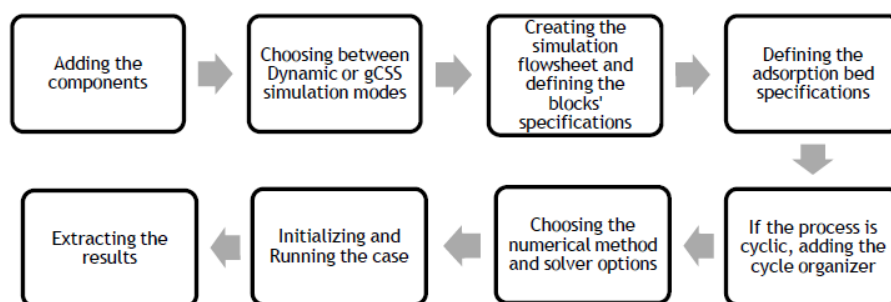 Adding the
components
Choosing between
Dynamic or gCSS
simulation modes
Creating the
simulation
flowsheet and
defining the
blocks'
specifications
Defining the
adsorption bed
specifications
If the process is
cyclic, adding the
cycle organizer
Choosing the
numerical method
and solver options
Initializing and
Running the case
Extracting the
results